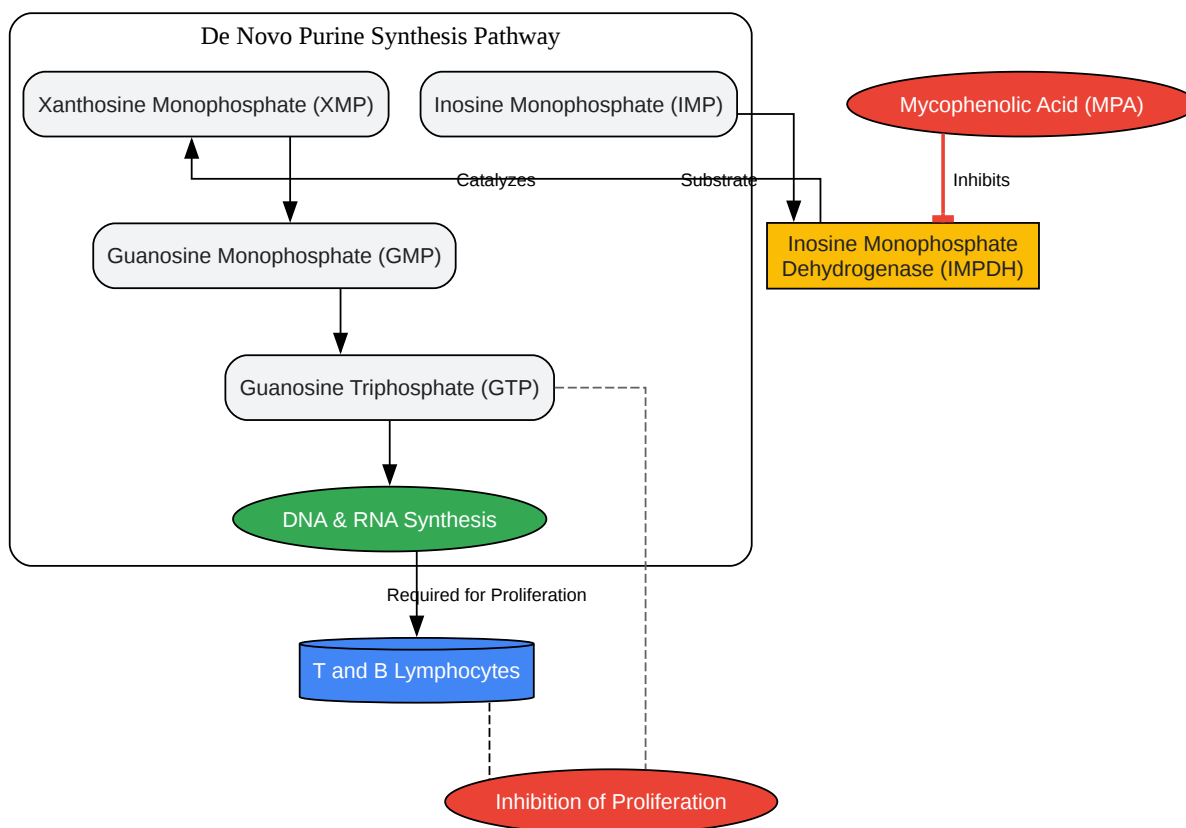 De Novo Purine Synthesis Pathway
Xanthosine Monophosphate (XMP)
Inosine Monophosphate (IMP)
Mycophenolic Acid (MPA)
Catalyzes
Substrate
Inhibits
Guanosine Monophosphate (GMP)
Inosine Monophosphate
Dehydrogenase (IMPDH)
Guanosine Triphosphate (GTP)
DNA & RNA Synthesis
Required for Proliferation
T and B Lymphocytes
Inhibition of Proliferation